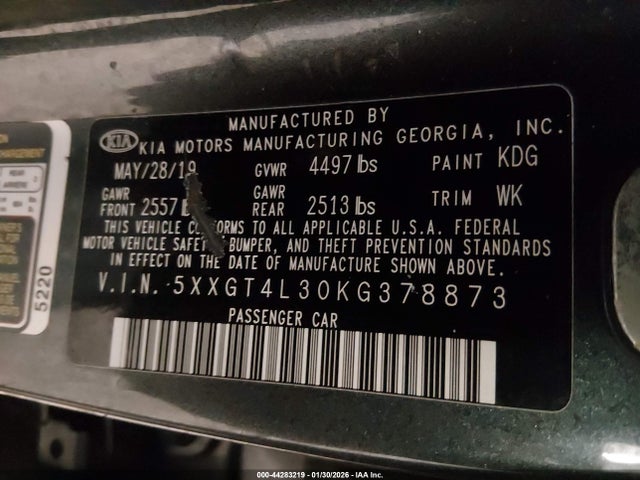 MANUFACTURED BY
KIA KIA MOTORS MANUFACTURING GEORGIA, INC.
MAY/28/19 GVWR 4497 lbs PAINT KDG
GAWR FRONT 2557 GAWR REAR 2513 lbs TRIM WK
THIS VEHICLE CONFORMS TO ALL APPLICABLE U.S.A. FEDERAL
MOTOR VEHICLE SAFETY, BUMPER, AND THEFT PREVENTION STANDARDS
IN EFFECT ON THE DATE OF MANUFACTURE SHOWN ABOVE.
V.I.N. 5XXGT4L30KG378873
PASSENGER CAR
5220
REAR
000-44283219 - 01/30/2026 - IAA Inc.